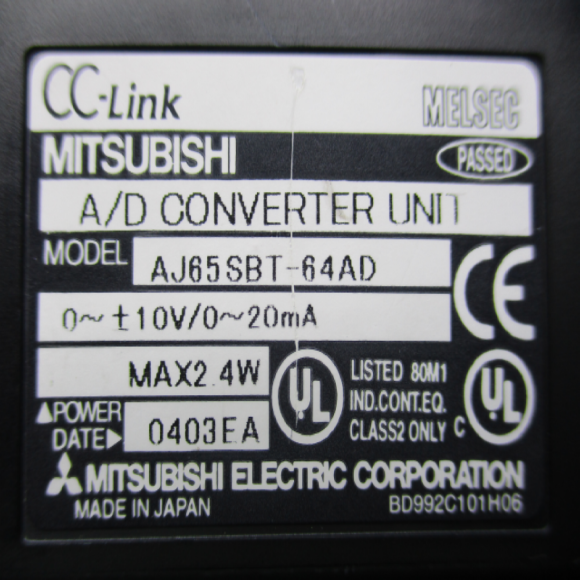 CC-Link MELSEC
MITSUBISHI PASSED
A/D CONVERTER UNIT
MODEL AJ65SBT-64AD
CE
0~±10V/0~20mA
MAX2.4W
▲POWER
DATE▶ 0403EA
UL LISTED 80M1
IND.CONT.EQ.
CLASS2 ONLY C UL
MITSUBISHI ELECTRIC CORPORATION
MADE IN JAPAN BD992C101H06